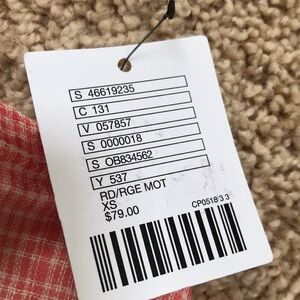 S 46619235
C 131
V 057857
S 0000018
S OB834562
Y 537
RD/RGE MOT
XS
$79.00
CP0518/3 3